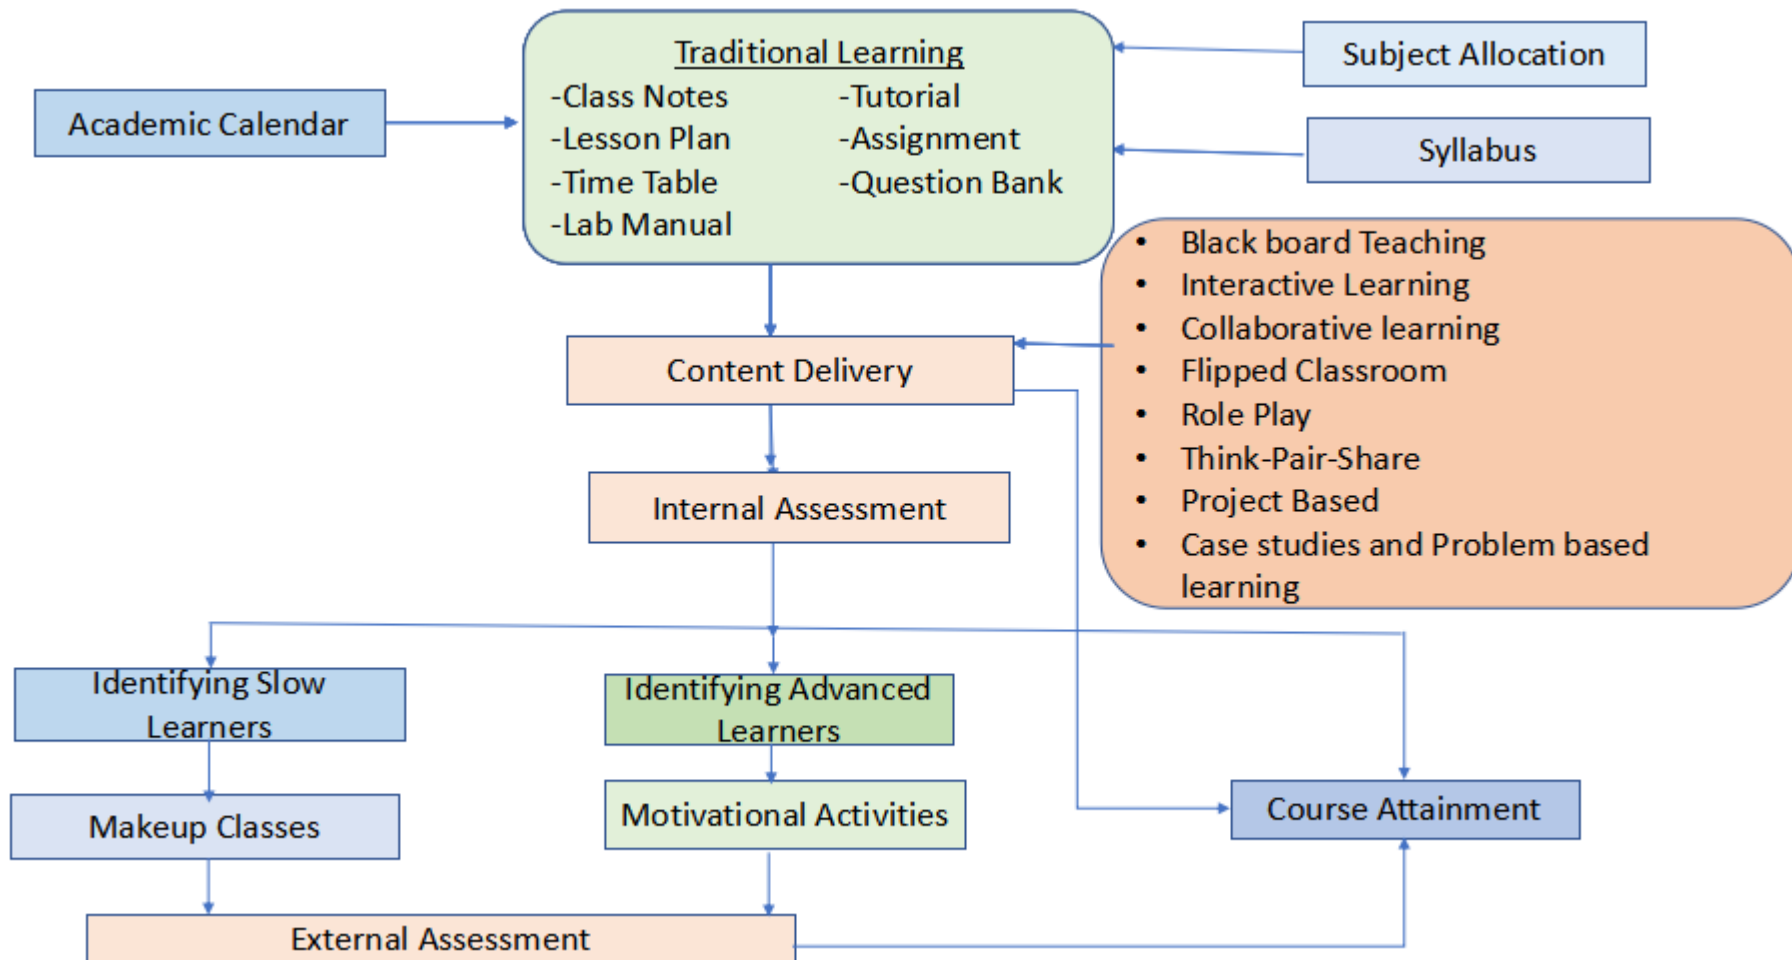 Traditional Learning
-Class Notes
-Tutorial
-Lesson Plan
-Assignment
-Time Table
-Question Bank
-Lab Manual
Academic Calendar
Subject Allocation
Syllabus
• Black board Teaching
• Interactive Learning
• Collaborative learning
• Flipped Classroom
• Role Play
• Think-Pair-Share
• Project Based
• Case studies and Problem based
learning
Content Delivery
Internal Assessment
Identifying Slow
Learners
Identifying Advanced
Learners
Makeup Classes
Motivational Activities
Course Attainment
External Assessment